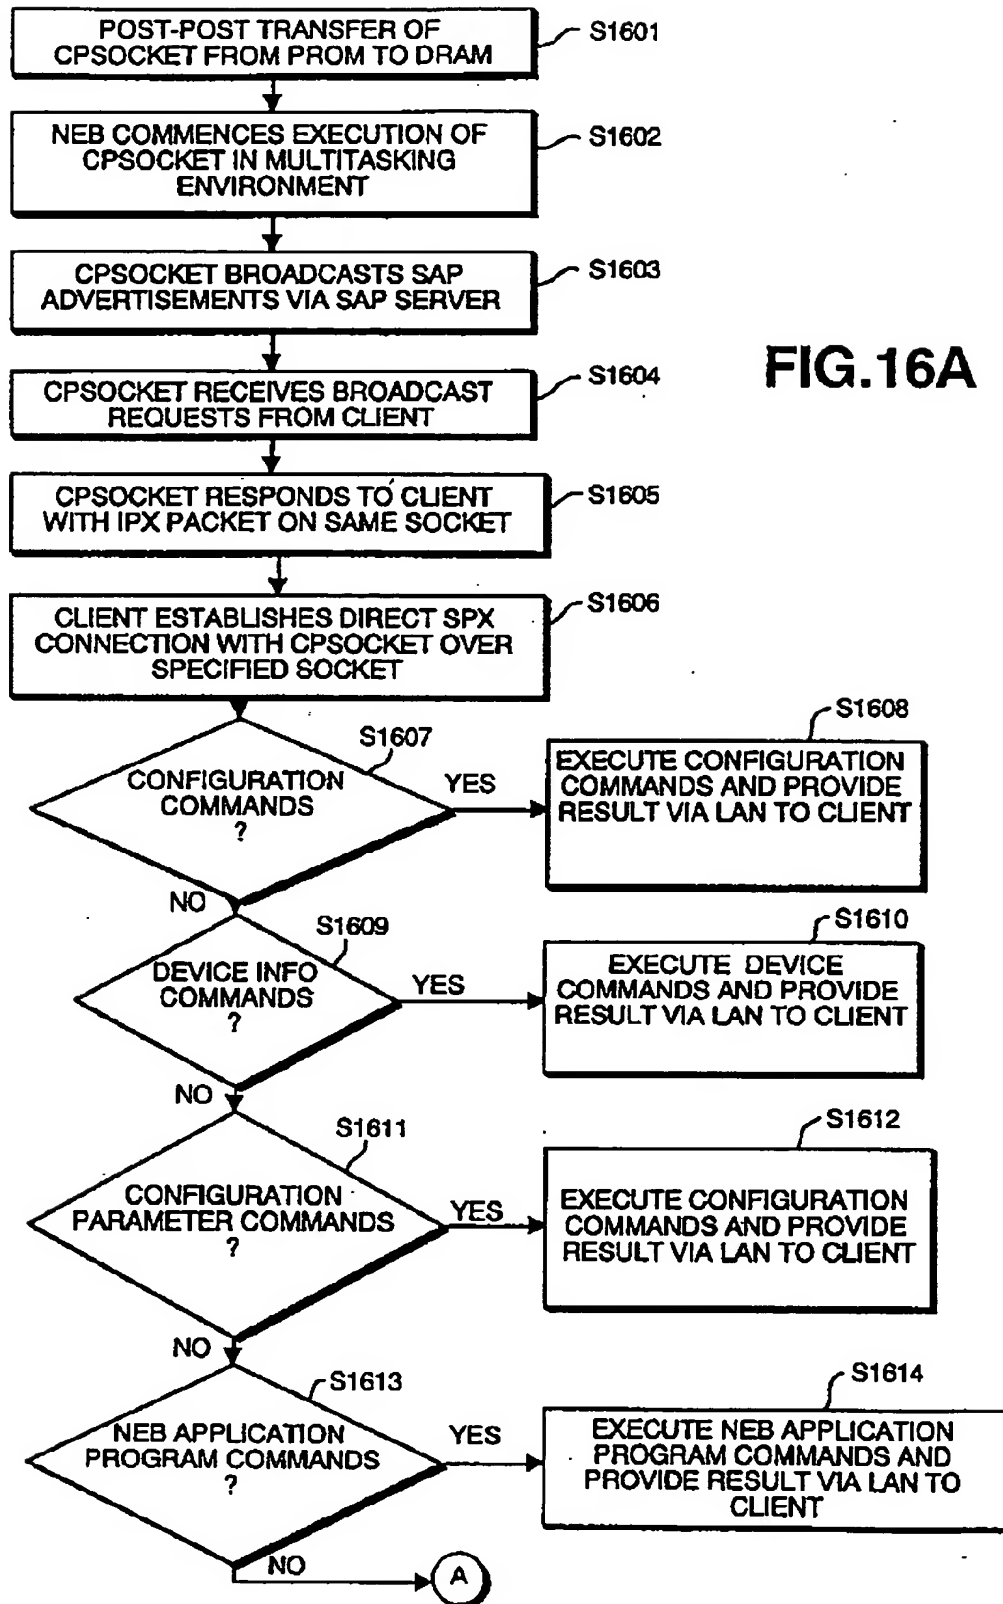 POST-POST TRANSFER OF
CPSOCKET FROM PROM TO DRAM
S1601
NEB COMMENCES EXECUTION OF
CPSOCKET IN MULTITASKING
ENVIRONMENT
S1602
CPSOCKET BROADCASTS SAP
ADVERTISEMENTS VIA SAP SERVER
S1603
FIG.16A
CPSOCKET RECEIVES BROADCAST
REQUESTS FROM CLIENT
S1604
CPSOCKET RESPONDS TO CLIENT
WITH IPX PACKET ON SAME SOCKET
S1605
CLIENT ESTABLISHES DIRECT SPX
CONNECTION WITH CPSOCKET OVER
SPECIFIED SOCKET
S1606
S1607
CONFIGURATION
COMMANDS
?
YES
NO
S1608
EXECUTE CONFIGURATION
COMMANDS AND PROVIDE
RESULT VIA LAN TO CLIENT
S1609
DEVICE INFO
COMMANDS
?
YES
NO
S1610
EXECUTE DEVICE
COMMANDS AND PROVIDE
RESULT VIA LAN TO CLIENT
S1611
CONFIGURATION
PARAMETER COMMANDS
?
YES
NO
S1612
EXECUTE CONFIGURATION
COMMANDS AND PROVIDE
RESULT VIA LAN TO CLIENT
S1613
NEB APPLICATION
PROGRAM COMMANDS
?
YES
NO
S1614
EXECUTE NEB APPLICATION
PROGRAM COMMANDS AND
PROVIDE RESULT VIA LAN TO
CLIENT
A